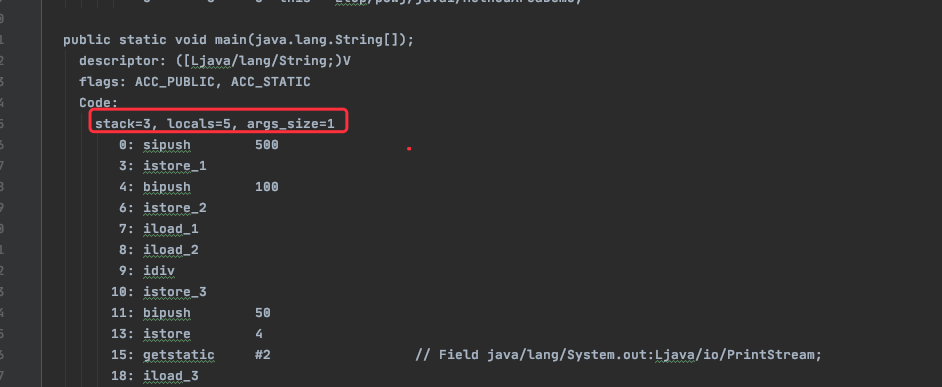 public static void main(java.lang.String[]);
descriptor: ([Ljava/lang/String;)V
flags: ACC_PUBLIC, ACC_STATIC
Code:
stack=3, locals=5, args_size=1
0: sipush 500
3: istore_1
4: bipush 100
6: istore_2
7: iload_1
8: iload_2
9: idiv
10: istore_3
11: bipush 50
13: istore 4
15: getstatic #2 // Field java/lang/System.out:Ljava/io/PrintStream;
18: iload_3